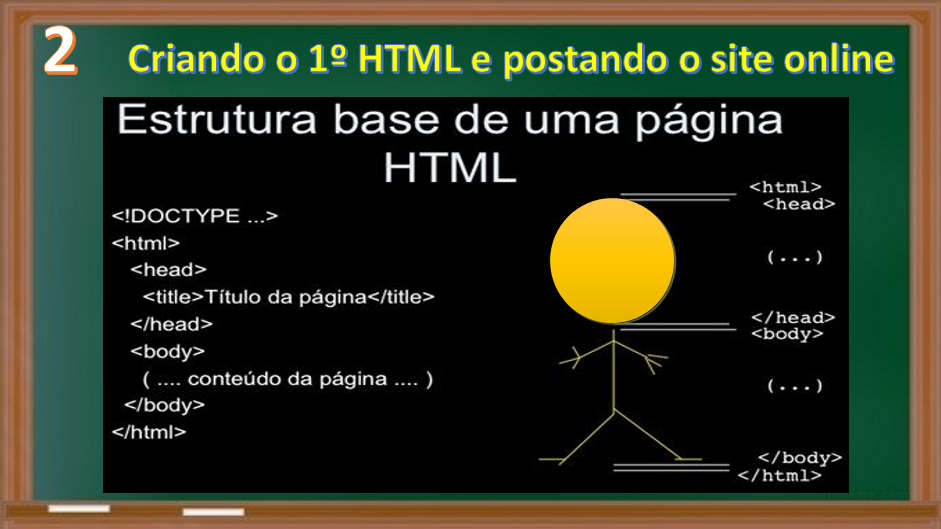 2
Criando o 1º HTML e postando o site online
Estrutura base de uma página
HTML
<!DOCTYPE ...>
<html>
<head>
<title>Título da página</title>
</head>
<body>
( .... conteúdo da página .... )
</body>
</html>
<html>
<head>
(...)
</head>
<body>
(...)
</body>
</html>